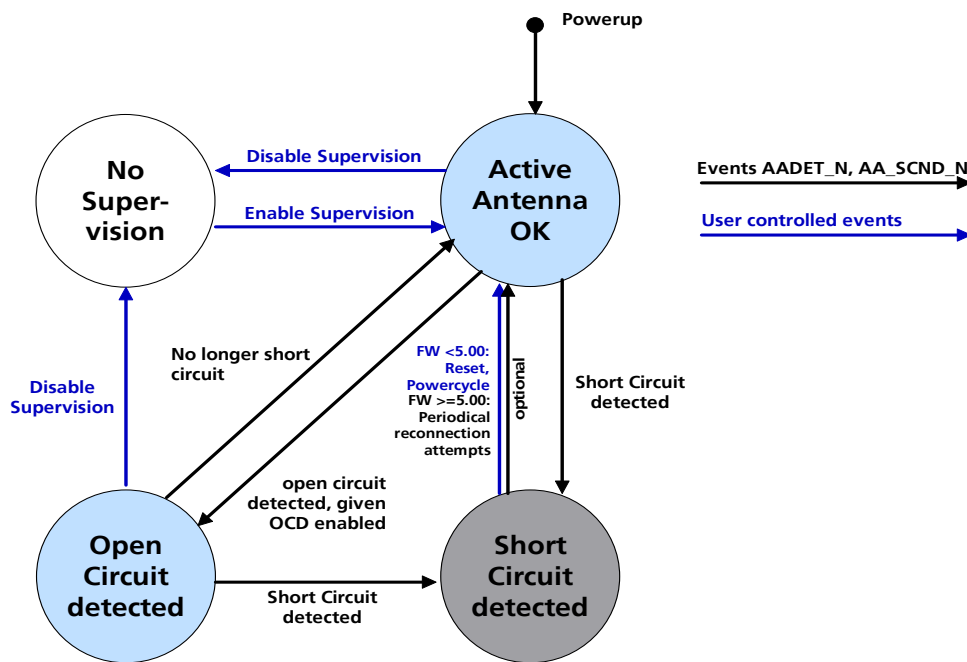 Powerup
No
Super-
vision
Disable Supervision
Enable Supervision
Active
Antenna
OK
Events AADET_N, AA_SCND_N
User controlled events
No longer short
circuit
Disable
Supervision
FW <5.00:
Reset,
Powercycle
FW >=5.00:
Periodical
reconnection
attempts
optional
Short Circuit
detected
open circuit
detected, given
OCD enabled
Open
Circuit
detected
Short Circuit
detected
Short
Circuit
detected